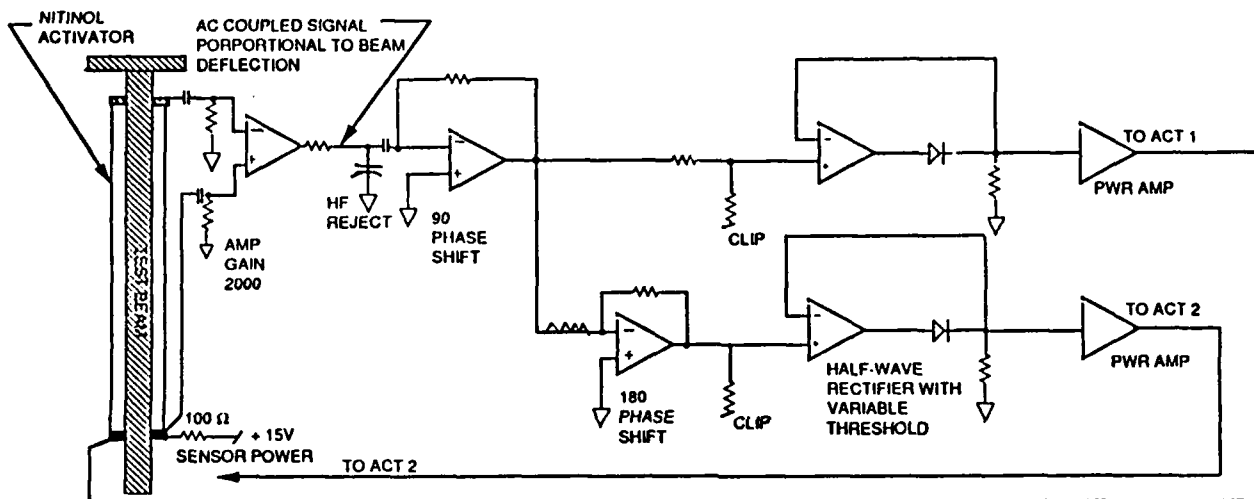 NITINOL
ACTIVATOR
AC COUPLED SIGNAL
PORPORTIONAL TO BEAM
DEFLECTION
TEST BEAM
AMP
GAIN
2000
HF
REJECT
90
PHASE
SHIFT
CLIP
TO ACT 1
PWR AMP
180
PHASE
SHIFT
CLIP
HALF-WAVE
RECTIFIER WITH
VARIABLE
THRESHOLD
TO ACT 2
PWR AMP
100 Ω
+ 15V
SENSOR POWER
TO ACT 2